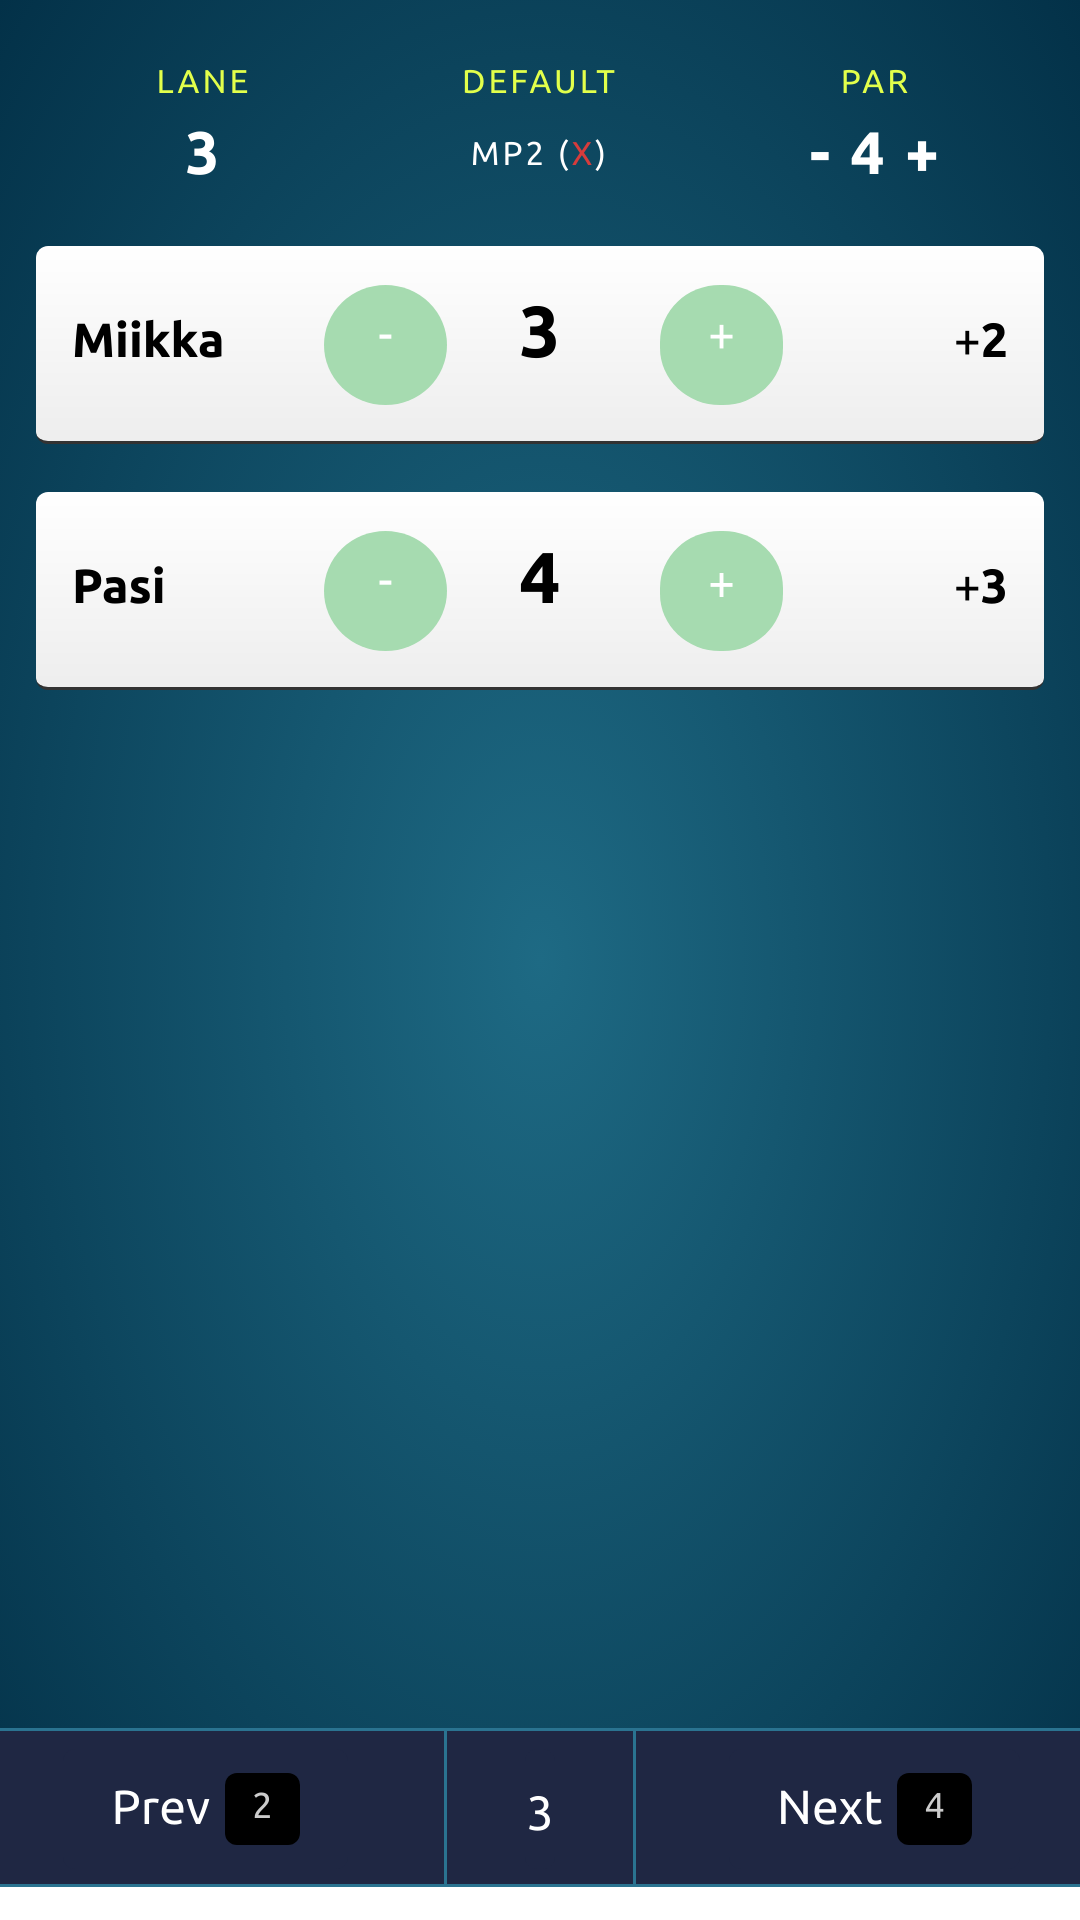 LANE DEFAULT PAR
3 MP2 (X) - 4 +
Miikka - 3 + +2
Pasi - 4 + +3
Prev 2 3 Next 4